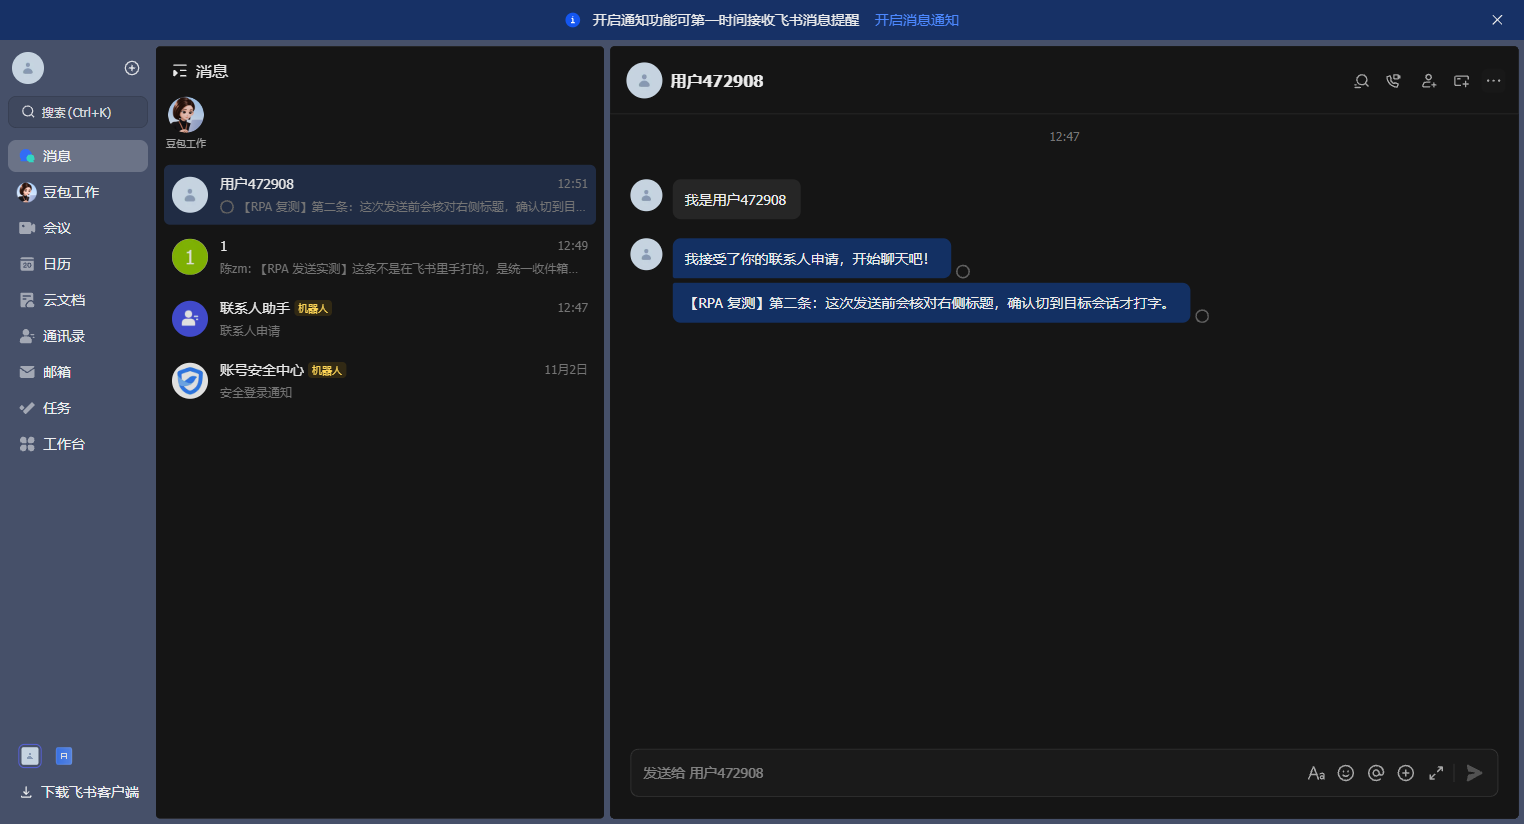 开启通知功能可第一时间接收飞书消息提醒 开启消息通知
搜索 (Ctrl+K)
消息
豆包工作
会议
日历
云文档
通讯录
邮箱
任务
工作台
下载飞书客户端
消息
豆包工作
用户472908 12:51
【RPA 复测】第二条：这次发送前会核对右侧标题，确认切到目...
1
1 12:49
陈zm: 【RPA 发送实测】这条不是在飞书里手打的，是统一收件箱...
联系人助手 机器人 12:47
联系人申请
账号安全中心 机器人 11月2日
安全登录通知
用户472908
12:47
我是用户472908
我接受了你的联系人申请，开始聊天吧！
【RPA 复测】第二条：这次发送前会核对右侧标题，确认切到目标会话才打字。
发送给 用户472908
Aa